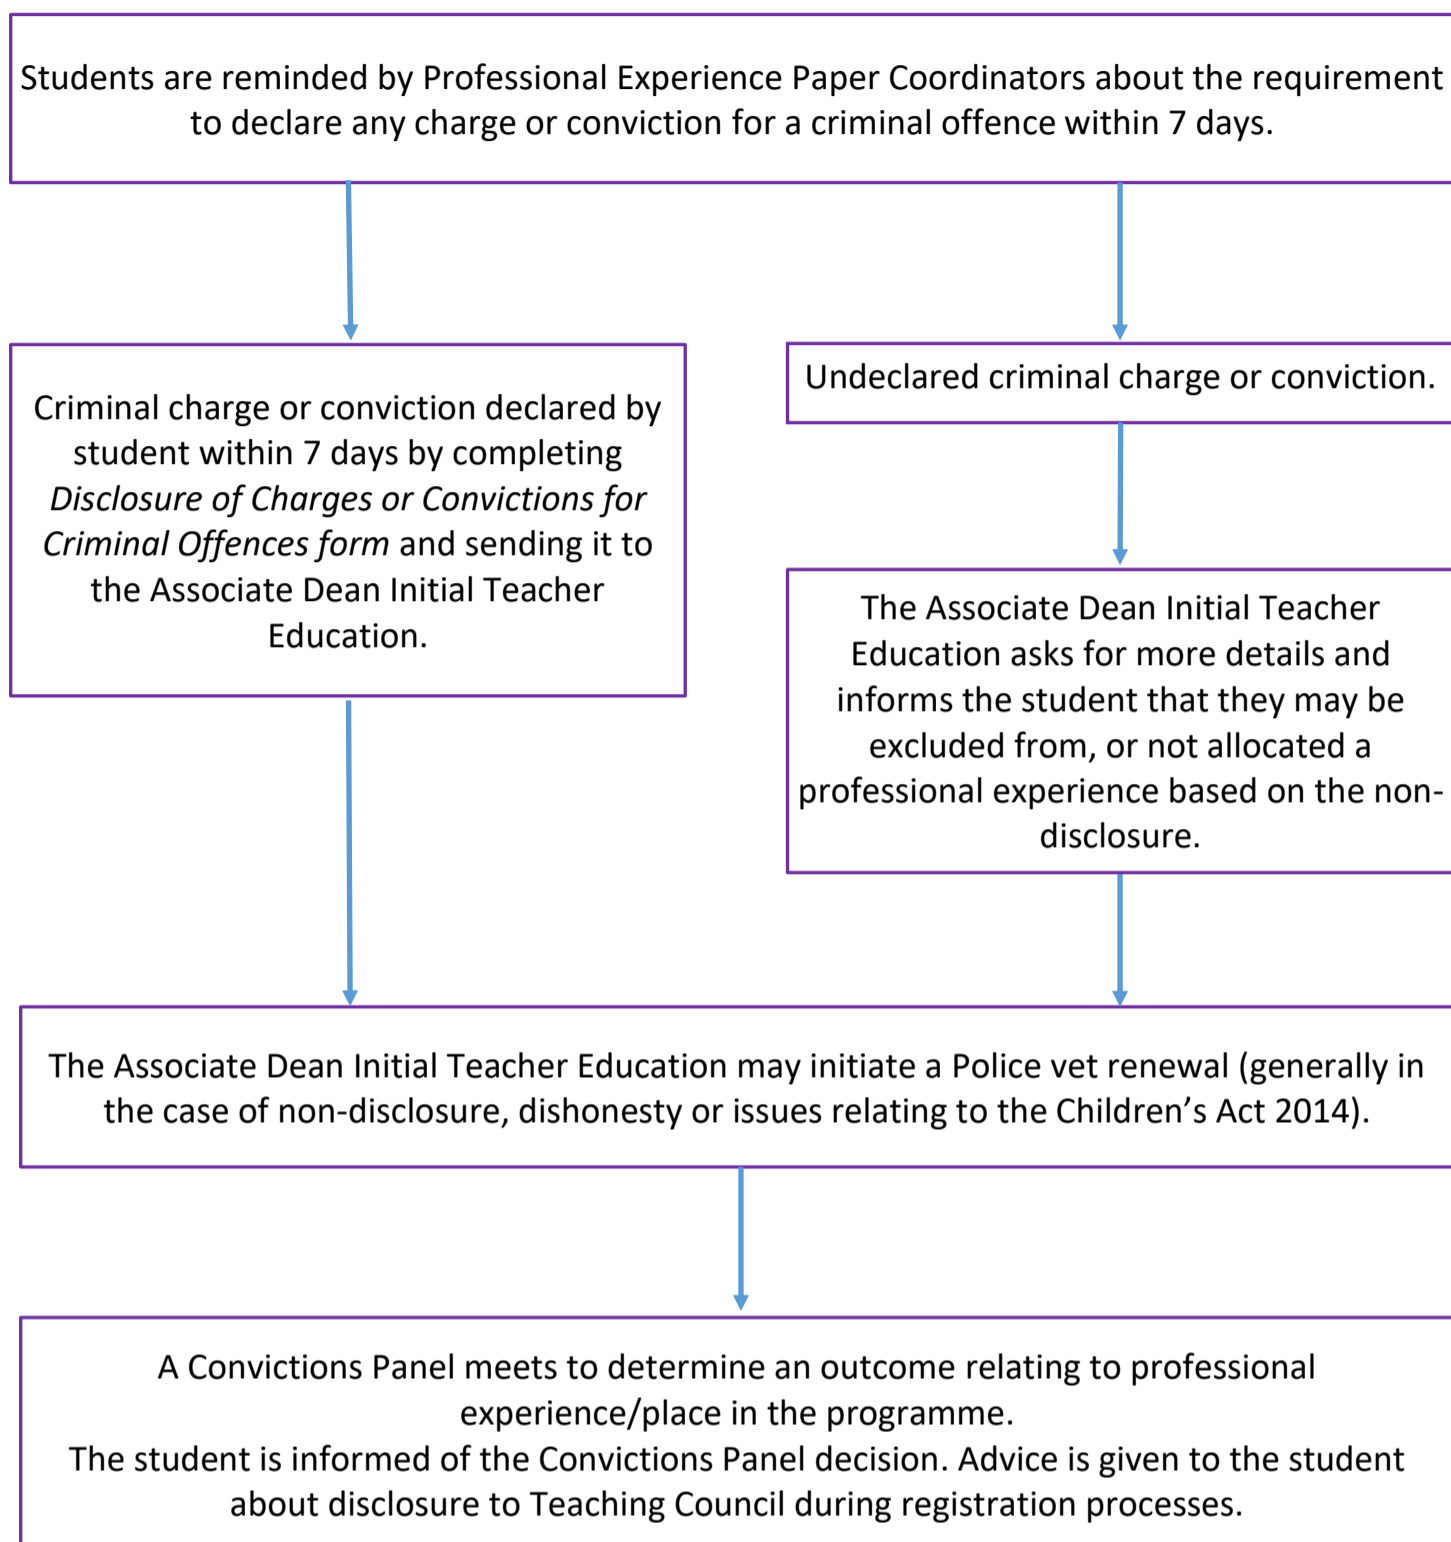 Students are reminded by Professional Experience Paper Coordinators about the requirement
to declare any charge or conviction for a criminal offence within 7 days.
Criminal charge or conviction declared by
student within 7 days by completing
Disclosure of Charges or Convictions for
Criminal Offences form and sending it to
the Associate Dean Initial Teacher
Education.
Undeclared criminal charge or conviction.
The Associate Dean Initial Teacher
Education asks for more details and
informs the student that they may be
excluded from, or not allocated a
professional experience based on the non-
disclosure.
The Associate Dean Initial Teacher Education may initiate a Police vet renewal (generally in
the case of non-disclosure, dishonesty or issues relating to the Children’s Act 2014).
A Convictions Panel meets to determine an outcome relating to professional
experience/place in the programme.
The student is informed of the Convictions Panel decision. Advice is given to the student
about disclosure to Teaching Council during registration processes.